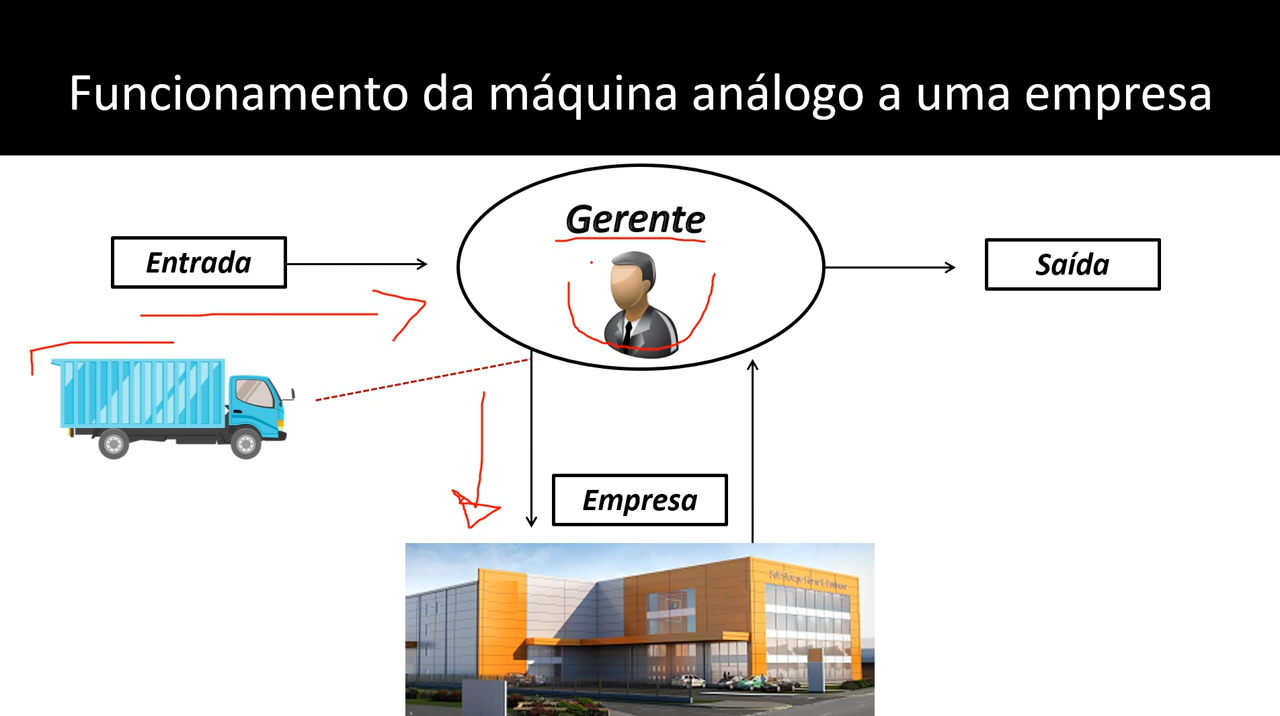 Funcionamento da máquina análogo a uma empresa
Gerente
Entrada
Saída
Empresa